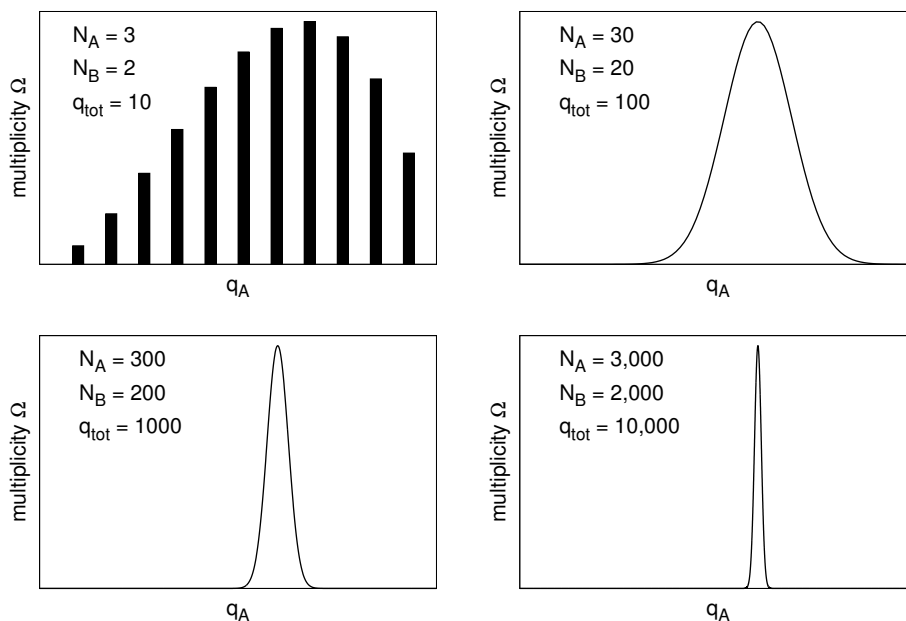 N_A = 3
N_B = 2
q_tot = 10
multiplicity Ω
q_A
N_A = 30
N_B = 20
q_tot = 100
multiplicity Ω
q_A
N_A = 300
N_B = 200
q_tot = 1000
multiplicity Ω
q_A
N_A = 3,000
N_B = 2,000
q_tot = 10,000
multiplicity Ω
q_A